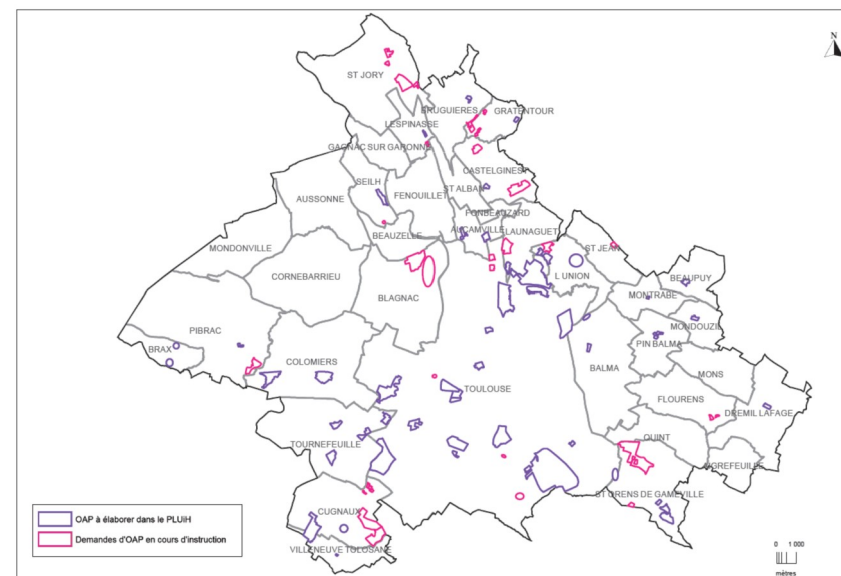 N
ST JORY
BRUGUIERES
GRATENTOUR
LESPINASSE
GAGNAC SUR GARONNE
CASTELGINEST
SEILH
ST ALBAN
FENOUILLET
AUSSONNE
FONBEAUZARD
AUCAMVILLE
LAUNAGUET
BEAUZELLE
ST JEAN
MONDONVILLE
L UNION
CORNEBARRIEU
BEAUPUY
MONTRABE
BLAGNAC
MONDOUZIL
PIBRAC
PIN BALMA
BRAX
COLOMIERS
BALMA
MONS
TOULOUSE
FLOURENS
DREMIL LAFAGE
TOURNEFEUILLE
QUINT
AIGREFEUILLE
ST ORENS DE GAMEVILLE
CUGNAUX
VILLENEUVE TOLOSANE
OAP à élaborer dans le PLUiH
Demandes d'OAP en cours d'instruction
0 1 000
mètres